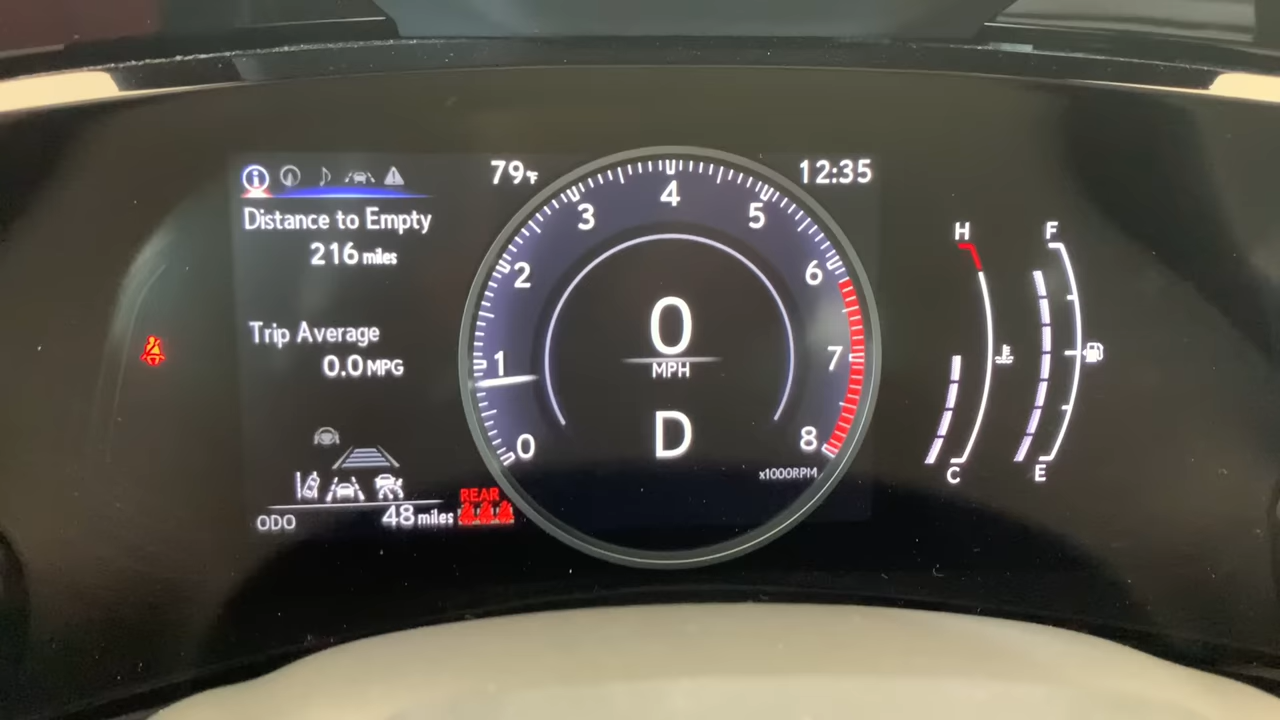 79°F
12:35
Distance to Empty
216 miles
Trip Average
0.0 MPG
ODO 48 miles
REAR
0
1
2
3
4
5
6
7
8
0
MPH
D
x1000RPM
H
C
F
E